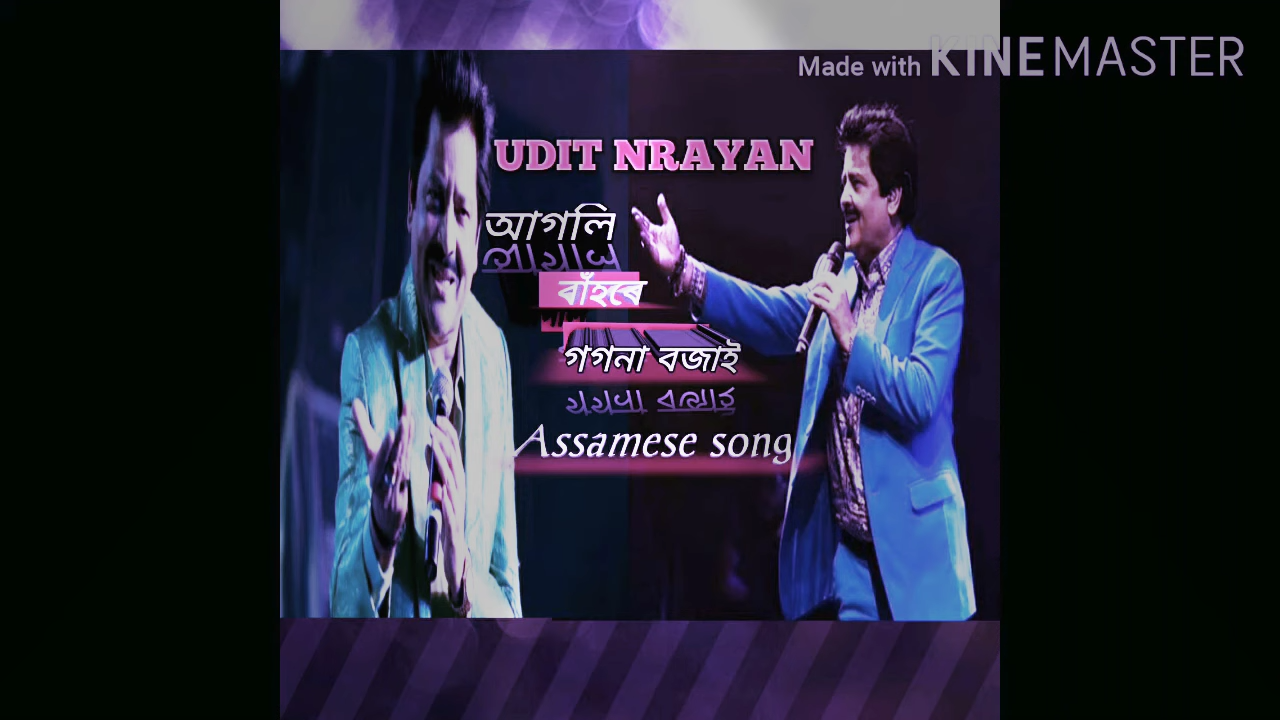 Made with KINEMASTER
UDIT NRAYAN
আগলি
বাঁহৰে
গগনা বজাই
Assamese song